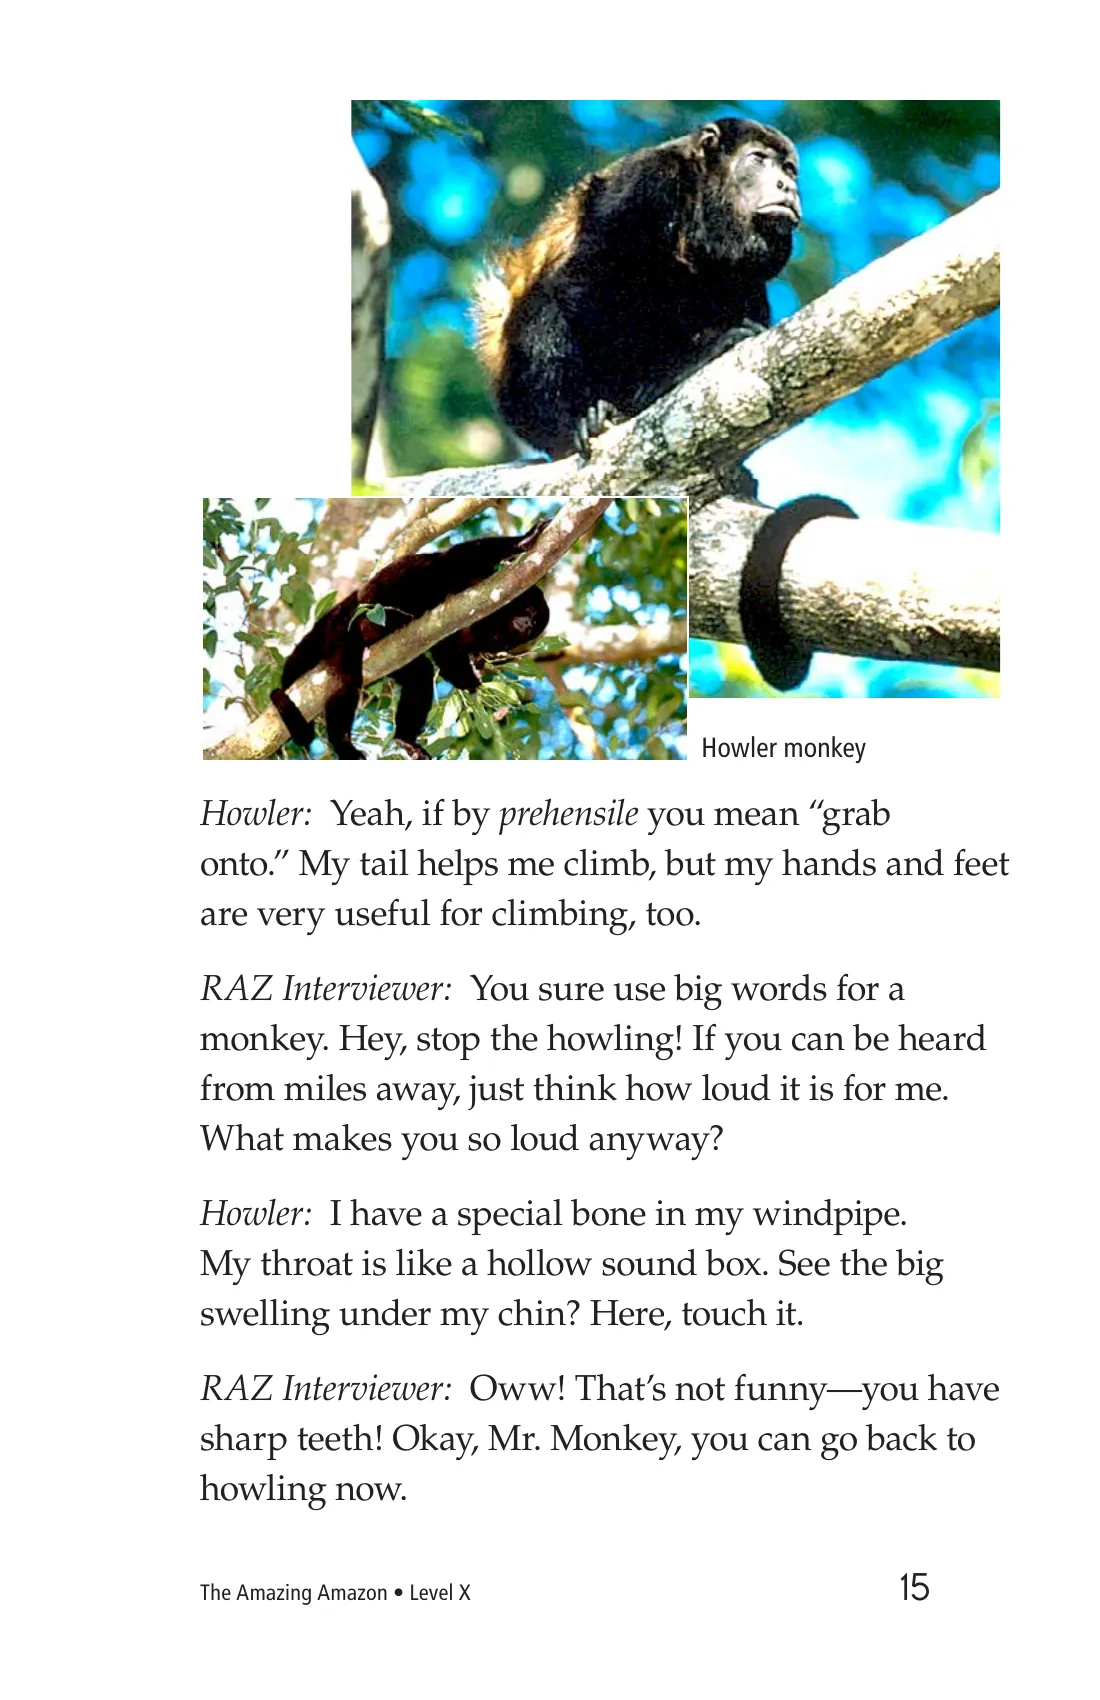 Howler monkey
Howler: Yeah, if by prehensile you mean “grab
onto.” My tail helps me climb, but my hands and feet
are very useful for climbing, too.
RAZ Interviewer: You sure use big words for a
monkey. Hey, stop the howling! If you can be heard
from miles away, just think how loud it is for me.
What makes you so loud anyway?
Howler: I have a special bone in my windpipe.
My throat is like a hollow sound box. See the big
swelling under my chin? Here, touch it.
RAZ Interviewer: Oww! That’s not funny—you have
sharp teeth! Okay, Mr. Monkey, you can go back to
howling now.
The Amazing Amazon • Level X 15